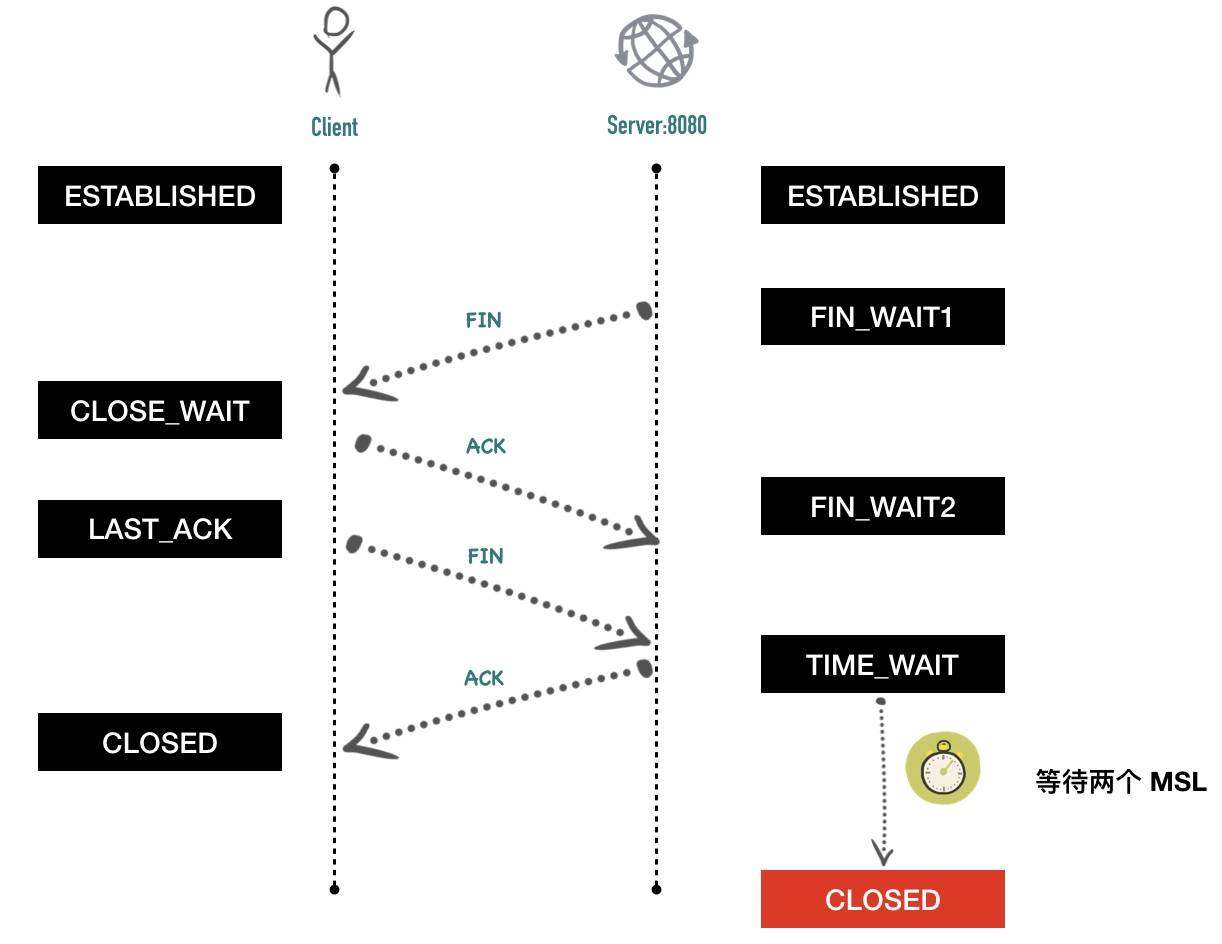 Client
Server:8080
ESTABLISHED
ESTABLISHED
FIN_WAIT1
FIN
CLOSE_WAIT
ACK
FIN_WAIT2
LAST_ACK
FIN
TIME_WAIT
ACK
CLOSED
等待两个 MSL
CLOSED